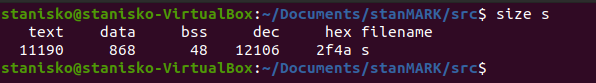 stanisko@stanisko-VirtualBox:~/Documents/stanMARK/src$ size s
   text    data     bss     dec     hex filename
  11190     868      48   12106    2f4a s
stanisko@stanisko-VirtualBox:~/Documents/stanMARK/src$